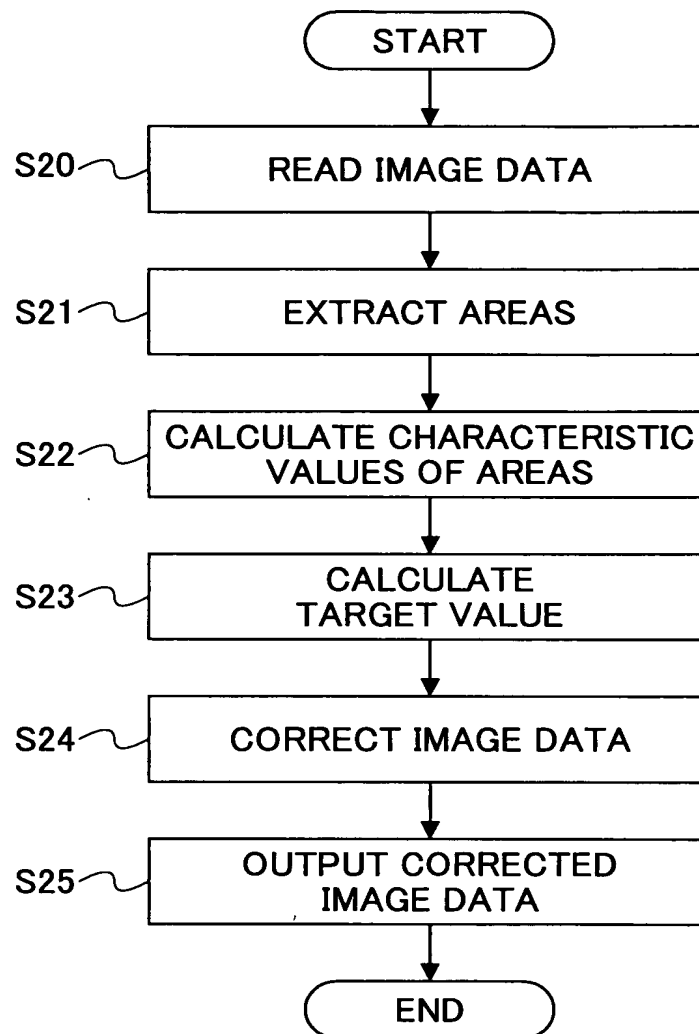 START
S20
READ IMAGE DATA
S21
EXTRACT AREAS
S22
CALCULATE CHARACTERISTIC
VALUES OF AREAS
S23
CALCULATE
TARGET VALUE
S24
CORRECT IMAGE DATA
S25
OUTPUT CORRECTED
IMAGE DATA
END